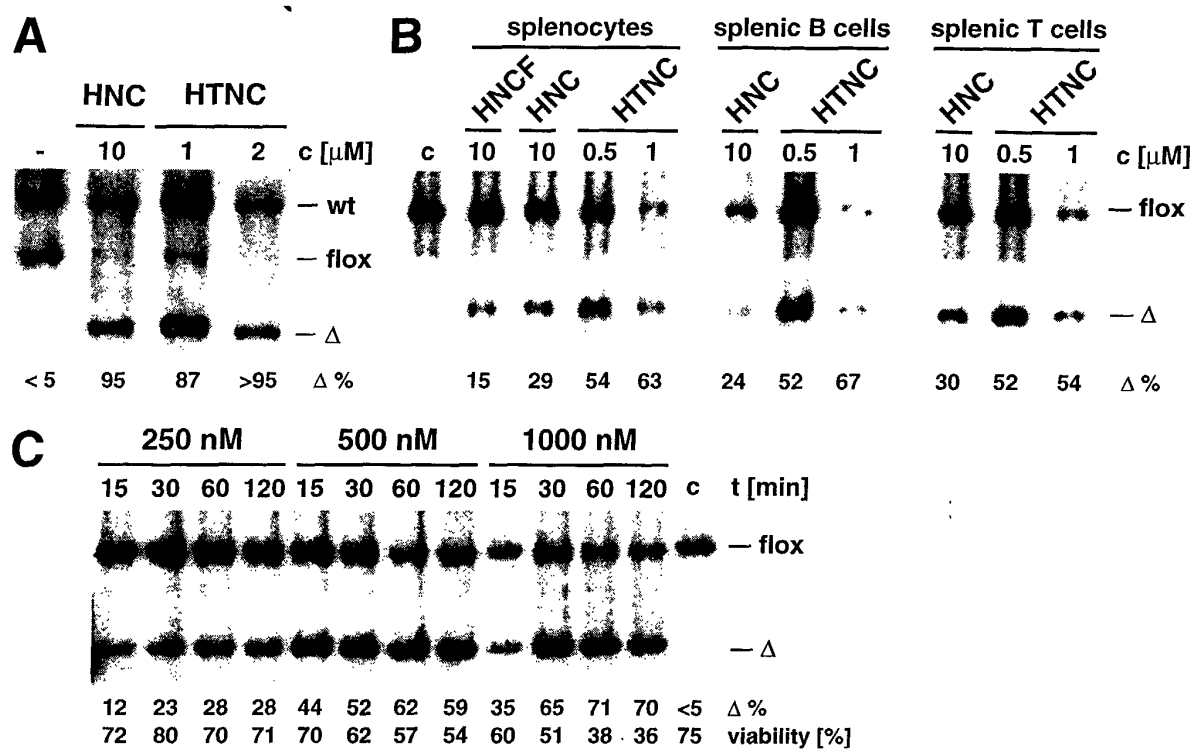 A
HNC HTNC
- 10 1 2 c [μM]
— wt
— flox
— Δ
< 5 95 87 >95 Δ %
B
splenocytes splenic B cells splenic T cells
HNCF HNC HTNC HNC HTNC HNC HTNC
c 10 10 0.5 1 10 0.5 1 10 0.5 1 c [μM]
— flox
— Δ
15 29 54 63 24 52 67 30 52 54 Δ %
C
250 nM 500 nM 1000 nM
15 30 60 120 15 30 60 120 15 30 60 120 c t [min]
— flox
— Δ
12 23 28 28 44 52 62 59 35 65 71 70 <5 Δ %
72 80 70 71 70 62 57 54 60 51 38 36 75 viability [%]